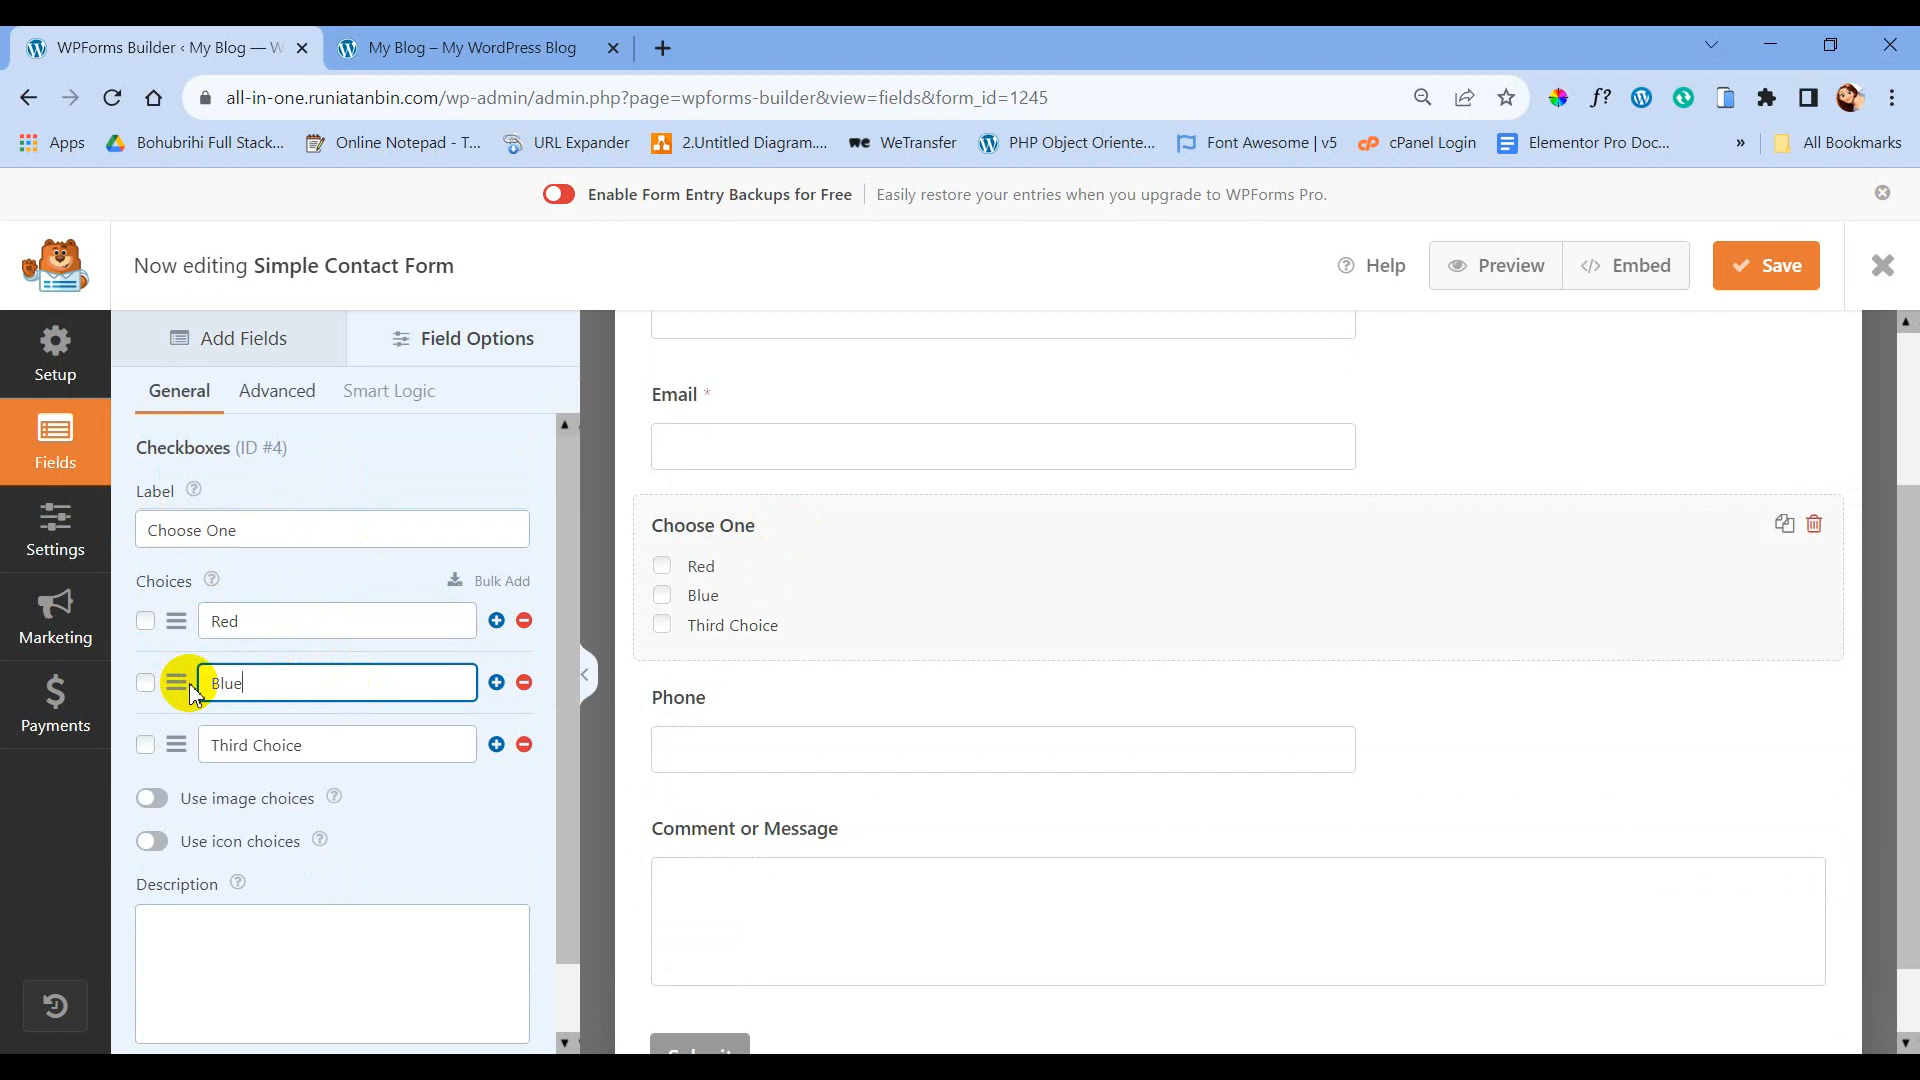 WPForms Builder ‹ My Blog — W
My Blog – My WordPress Blog
all-in-one.runiatanbin.com/wp-admin/admin.php?page=wpforms-builder&view=fields&form_id=1245
Apps
Bohubrihi Full Stack...
Online Notepad - T...
URL Expander
2.Untitled Diagram....
WeTransfer
PHP Object Oriente...
Font Awesome | v5
cPanel Login
Elementor Pro Doc...
»
All Bookmarks
Enable Form Entry Backups for Free
Easily restore your entries when you upgrade to WPForms Pro.
Now editing Simple Contact Form
Help
Preview
Embed
Save
Setup
Fields
Settings
Marketing
Payments
Add Fields
Field Options
General
Advanced
Smart Logic
Checkboxes (ID #4)
Label
Choose One
Choices
Bulk Add
Red
Blue
Third Choice
Use image choices
Use icon choices
Description
Email *
Choose One
Red
Blue
Third Choice
Phone
Comment or Message
Submit